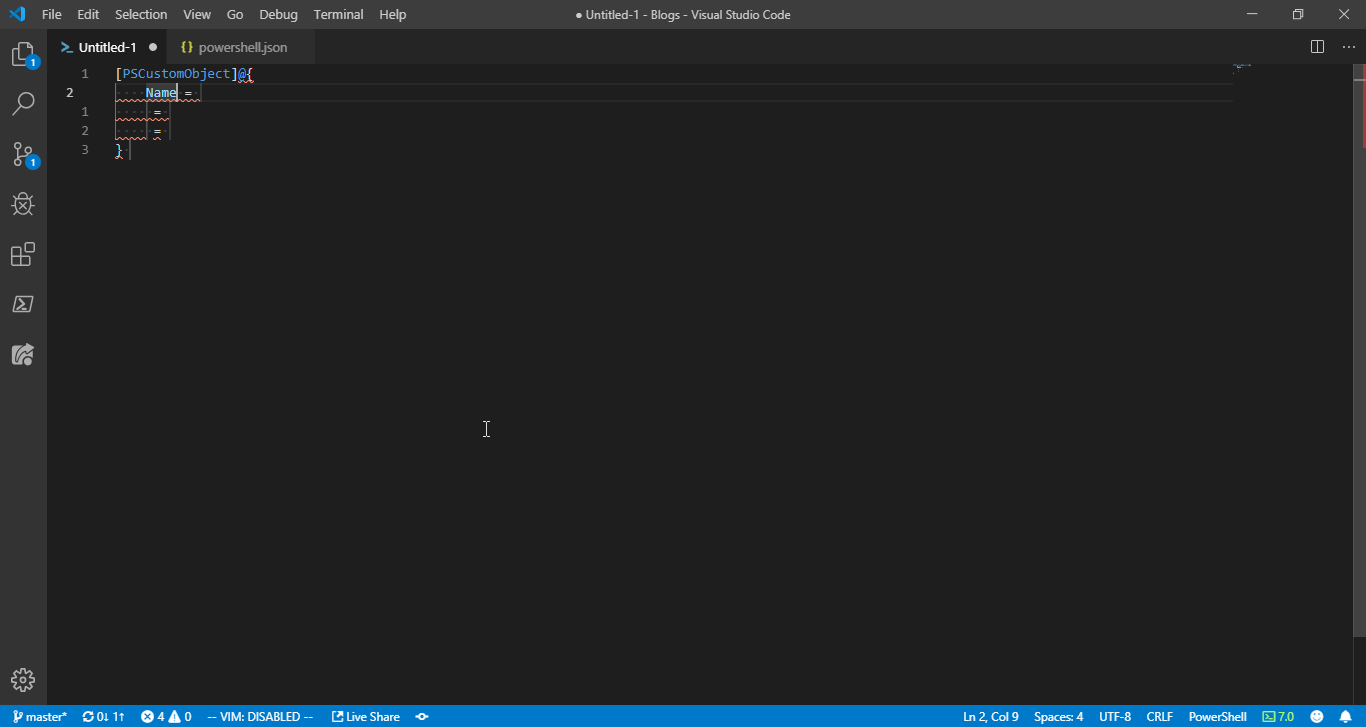 File Edit Selection View Go Debug Terminal Help ● Untitled-1 - Blogs - Visual Studio Code
Untitled-1 ● {} powershell.json
1 [PSCustomObject]@{
2 Name =
1 =
2 =
3 }
1
1
master* 0↓ 1↑ 4 0 -- VIM: DISABLED -- Live Share Ln 2, Col 9 Spaces: 4 UTF-8 CRLF PowerShell 7.0